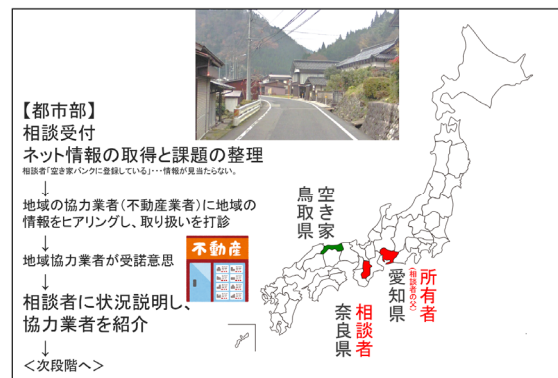 【都市部】
相談受付
ネット情報の取得と課題の整理
相談者「空き家バンクに登録している」･･･情報が見当たらない。
↓
地域の協力業者(不動産業者)に地域の
情報をヒアリングし、取り扱いを打診
↓
地域協力業者が受諾意思
↓
相談者に状況説明し、
協力業者を紹介
↓
＜次段階へ＞
不動産
空き家
鳥取県
所有者
(相談者の父)
愛知県
相談者
奈良県